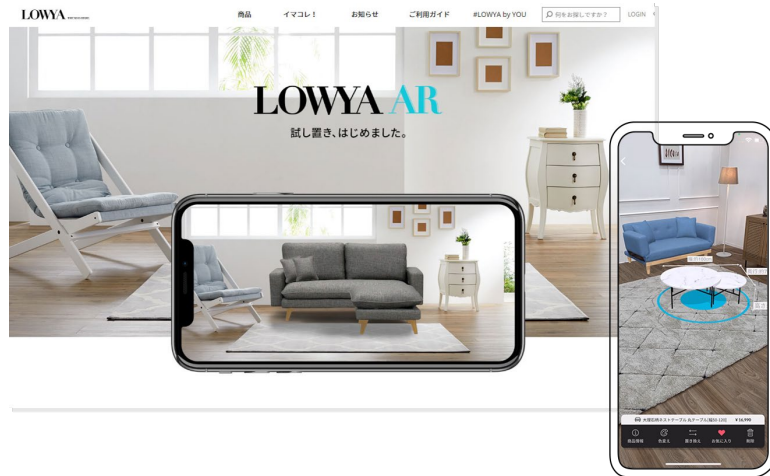 LOWYA
商品
イマコレ！
お知らせ
ご利用ガイド
#LOWYA by YOU
何をお探しですか？
LOGIN
LOWYA AR
試し置き、はじめました。
¥16,990
商品情報
色替え
置き換え
お気に入り
削除